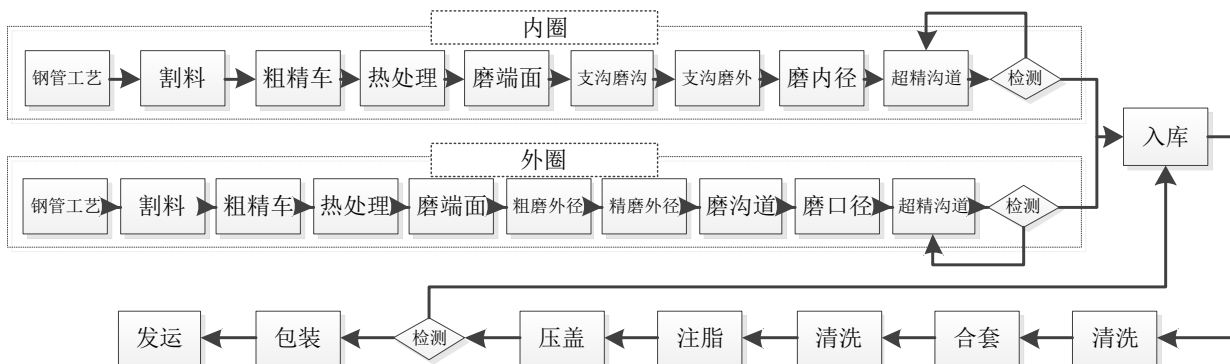 内圈
钢管工艺
割料
粗精车
热处理
磨端面
支沟磨沟
支沟磨外
磨内径
超精沟道
检测
入库
外圈
钢管工艺
割料
粗精车
热处理
磨端面
粗磨外径
精磨外径
磨沟道
磨口径
超精沟道
检测
发运
包装
检测
压盖
注脂
清洗
合套
清洗